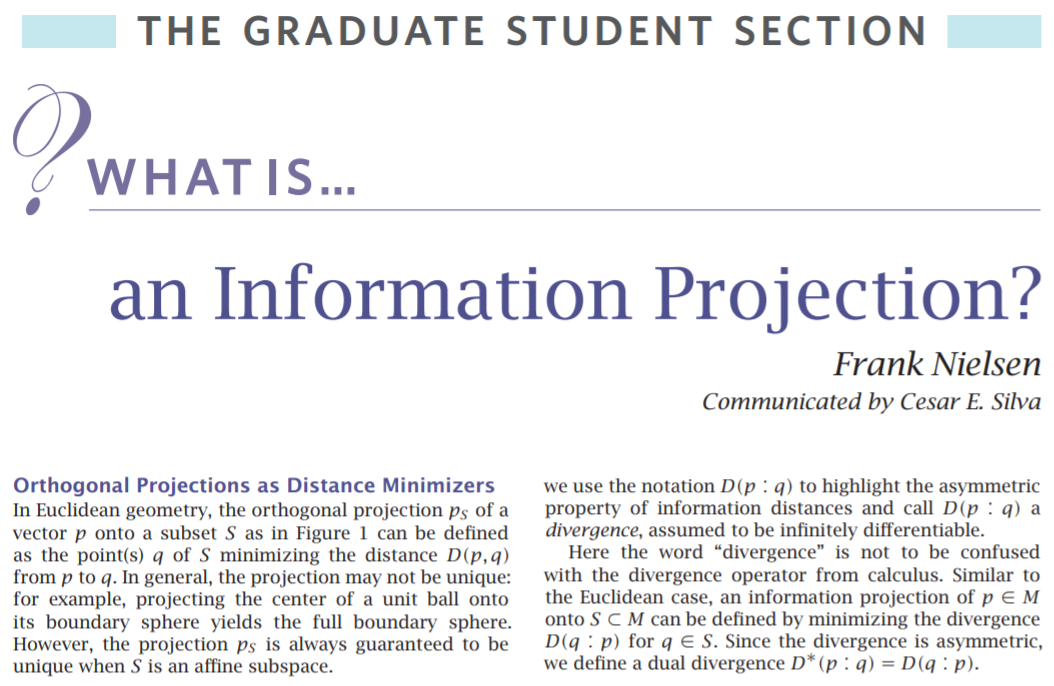 THE GRADUATE STUDENT SECTION
? WHAT IS...
an Information Projection?
Frank Nielsen
Communicated by Cesar E. Silva
Orthogonal Projections as Distance Minimizers
In Euclidean geometry, the orthogonal projection p_S of a
vector p onto a subset S as in Figure 1 can be defined
as the point(s) q of S minimizing the distance D(p,q)
from p to q. In general, the projection may not be unique:
for example, projecting the center of a unit ball onto
its boundary sphere yields the full boundary sphere.
However, the projection p_S is always guaranteed to be
unique when S is an affine subspace.
we use the notation D(p : q) to highlight the asymmetric
property of information distances and call D(p : q) a
divergence, assumed to be infinitely differentiable.
Here the word “divergence” is not to be confused
with the divergence operator from calculus. Similar to
the Euclidean case, an information projection of p ∈ M
onto S ⊂ M can be defined by minimizing the divergence
D(q : p) for q ∈ S. Since the divergence is asymmetric,
we define a dual divergence D*(p : q) = D(q : p).